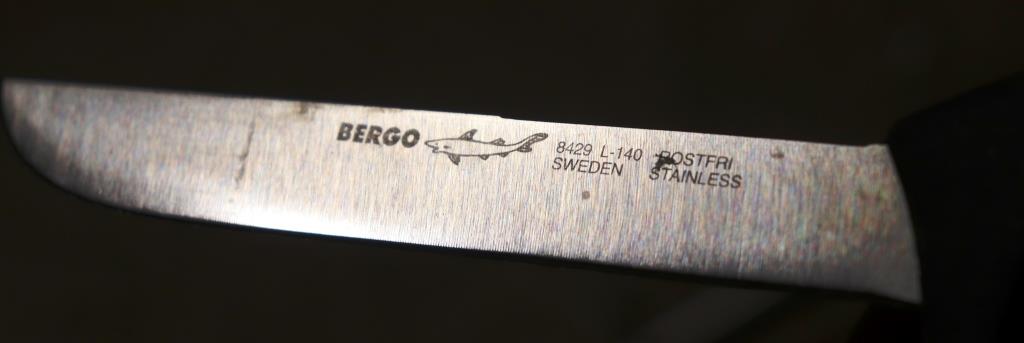 BERGO
8429 L-140 ROSTFRI
SWEDEN STAINLESS